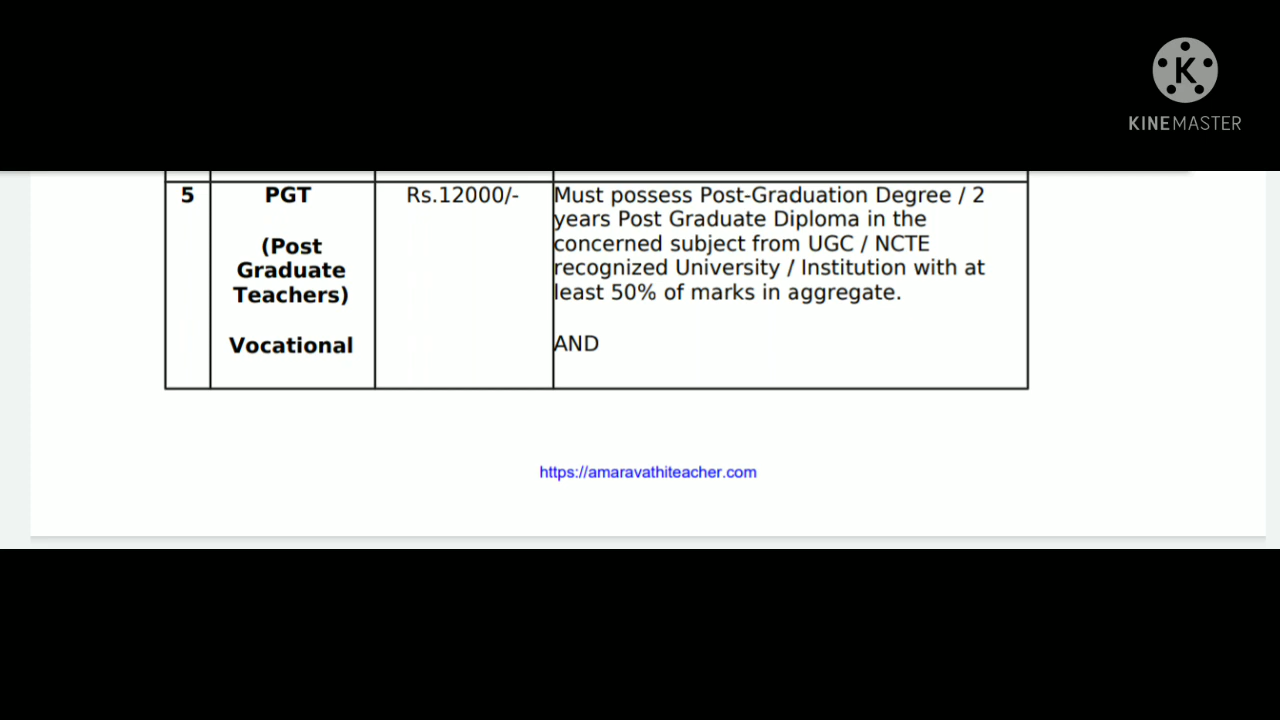 K
KINEMASTER
5 PGT Rs.12000/- Must possess Post-Graduation Degree / 2
years Post Graduate Diploma in the
(Post concerned subject from UGC / NCTE
Graduate recognized University / Institution with at
Teachers) least 50% of marks in aggregate.
Vocational AND
https://amaravathiteacher.com